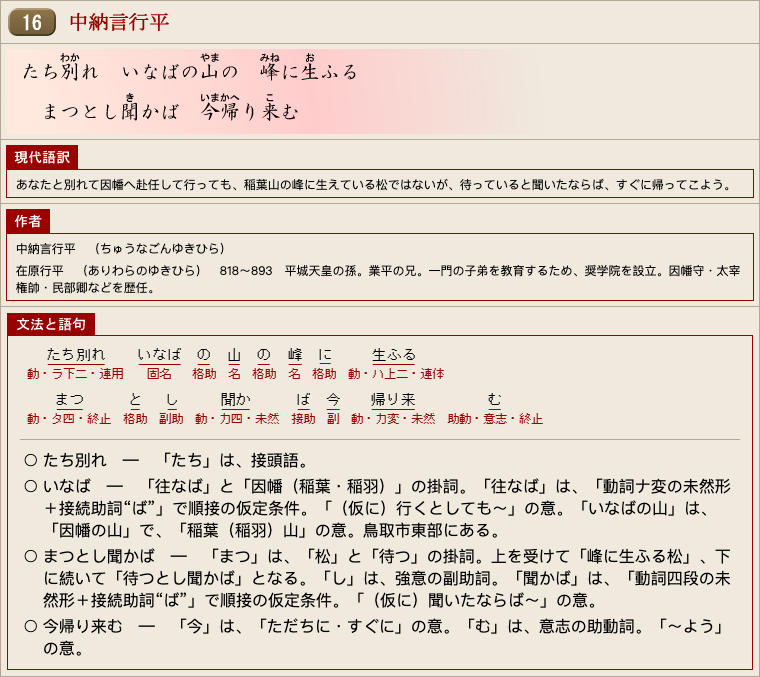 16 中納言行平
たち別れ いなばの山の 峰に生ふる
まつとし聞かば 今帰り来む
現代語訳
あなたと別れて因幡へ赴任して行っても、稲葉山の峰に生えている松ではないが、待っていると聞いたならば、すぐに帰ってこよう。
作者
中納言行平 （ちゅうなごんゆきひら）
在原行平 （ありわらのゆきひら） 818～893 平城天皇の孫。業平の兄。一門の子弟を教育するため、奨学院を設立。因幡守・太宰
権帥・民部卿などを歴任。
文法と語句
たち別れ いなば の 山 の 峰 に 生ふる
動・ラ下二・連用 固名 格助 名 格助 名 格助 動・ハ上二・連体
まつ と し 聞か ば 今 帰り来 む
動・タ四・終止 格助 副助 動・カ四・未然 接助 副 動・カ変・未然 助動・意志・終止
○ たち別れ ― 「たち」は、接頭語。
○ いなば ― 「往なば」と「因幡（稲葉・稲羽）」の掛詞。「往なば」は、「動詞ナ変の未然形
＋接続助詞“ば”」で順接の仮定条件。「（仮に）行くとしても～」の意。「いなばの山」は、
「因幡の山」で、「稲葉（稲羽）山」の意。鳥取市東部にある。
○ まつとし聞かば ― 「まつ」は、「松」と「待つ」の掛詞。上を受けて「峰に生ふる松」、下
に続いて「待つとし聞かば」となる。「し」は、強意の副助詞。「聞かば」は、「動詞四段の未
然形＋接続助詞“ば”」で順接の仮定条件。「（仮に）聞いたならば～」の意。
○ 今帰り来む ― 「今」は、「ただちに・すぐに」の意。「む」は、意志の助動詞。「～よう」
の意。